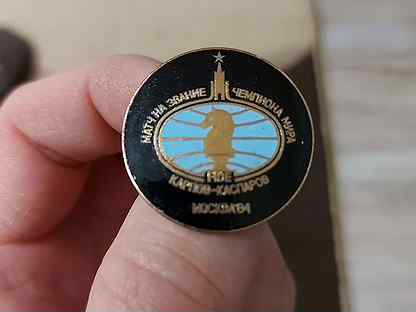 МАТЧ НА ЗВАНИЕ ЧЕМПИОНА МИРА
FIDE
КАРПОВ-КАСПАРОВ
МОСКВА'84